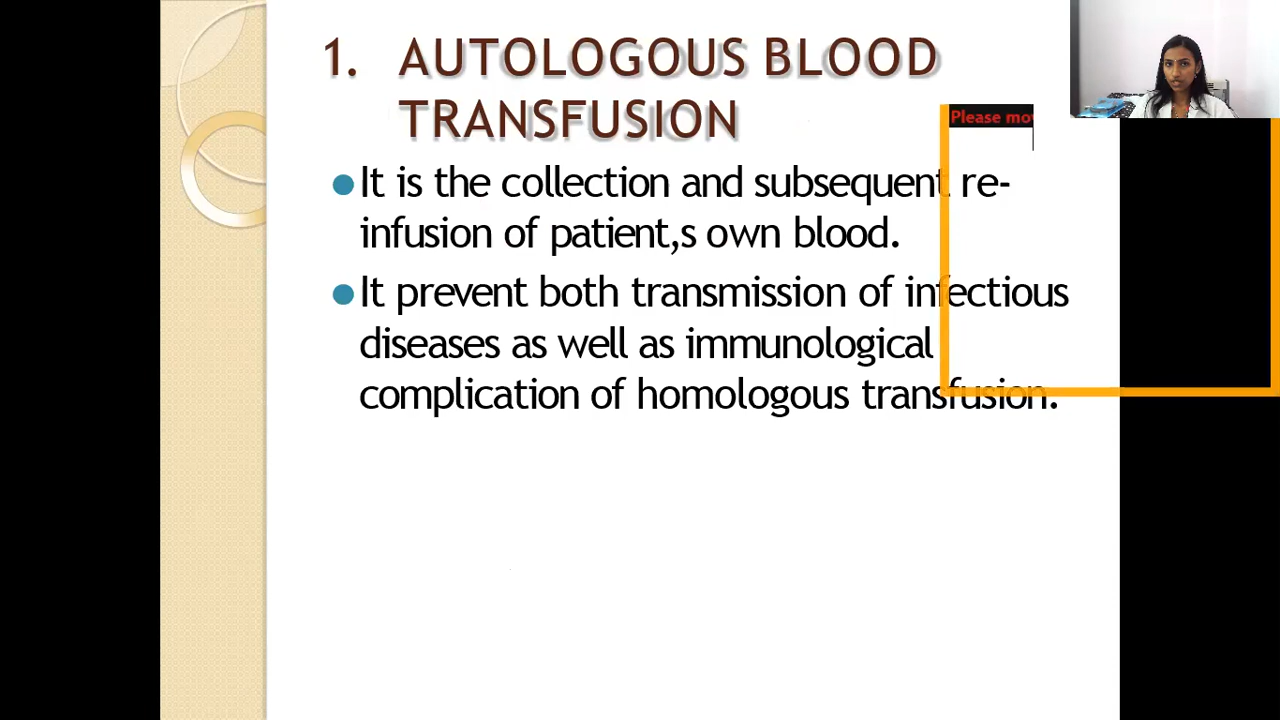 1. AUTOLOGOUS BLOOD
TRANSFUSION
It is the collection and subsequent re-
infusion of patient,s own blood.
It prevent both transmission of infectious
diseases as well as immunological
complication of homologous transfusion.
Please